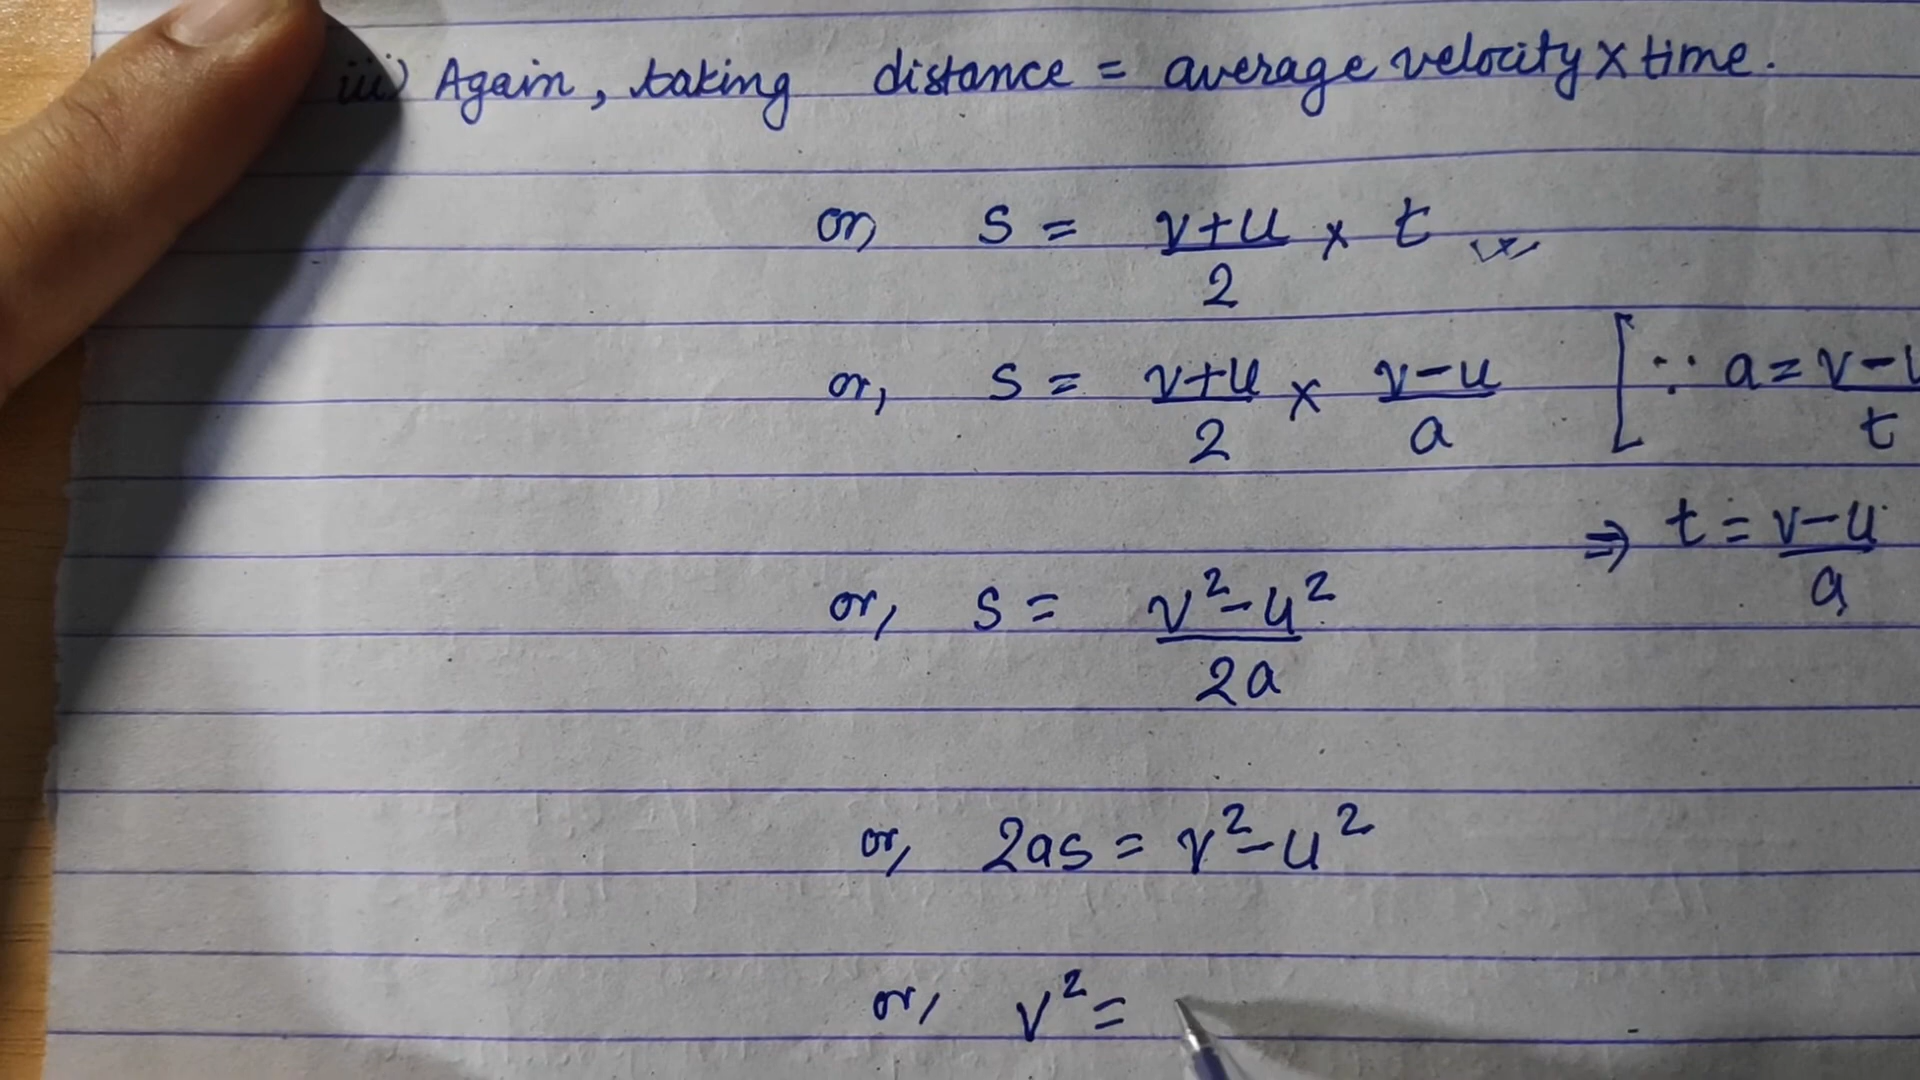 iii) Again, taking distance = average velocity × time.
or, s = v+u/2 × t
or, s = v+u/2 × v-u/a [∵ a = v-u/t
⇒ t = v-u/a
or, s = v²-u²/2a
or, 2as = v²-u²
or, v² =